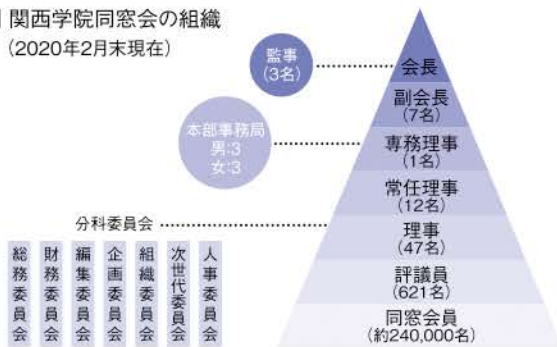 関西学院同窓会の組織
(2020年2月末現在)
監事
(3名)
本部事務局
男:3
女:3
会長
副会長
(7名)
専務理事
(1名)
常任理事
(12名)
理事
(47名)
評議員
(621名)
同窓会員
(約240,000名)
分科委員会
総務委員会
財務委員会
編集委員会
企画委員会
組織委員会
次世代委員会
人事委員会